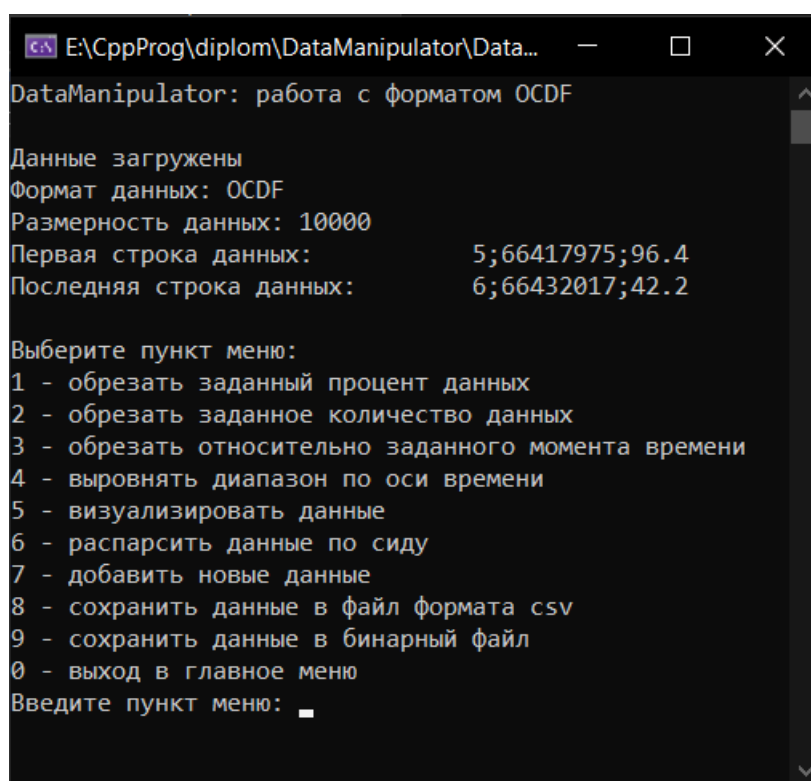 E:\CppProg\diplom\DataManipulator\Data...
DataManipulator: работа с форматом OCDF
Данные загружены
Формат данных: OCDF
Размерность данных: 10000
Первая строка данных: 5;66417975;96.4
Последняя строка данных: 6;66432017;42.2
Выберите пункт меню:
1 - обрезать заданный процент данных
2 - обрезать заданное количество данных
3 - обрезать относительно заданного момента времени
4 - выровнять диапазон по оси времени
5 - визуализировать данные
6 - распарсить данные по сиду
7 - добавить новые данные
8 - сохранить данные в файл формата csv
9 - сохранить данные в бинарный файл
0 - выход в главное меню
Введите пункт меню: